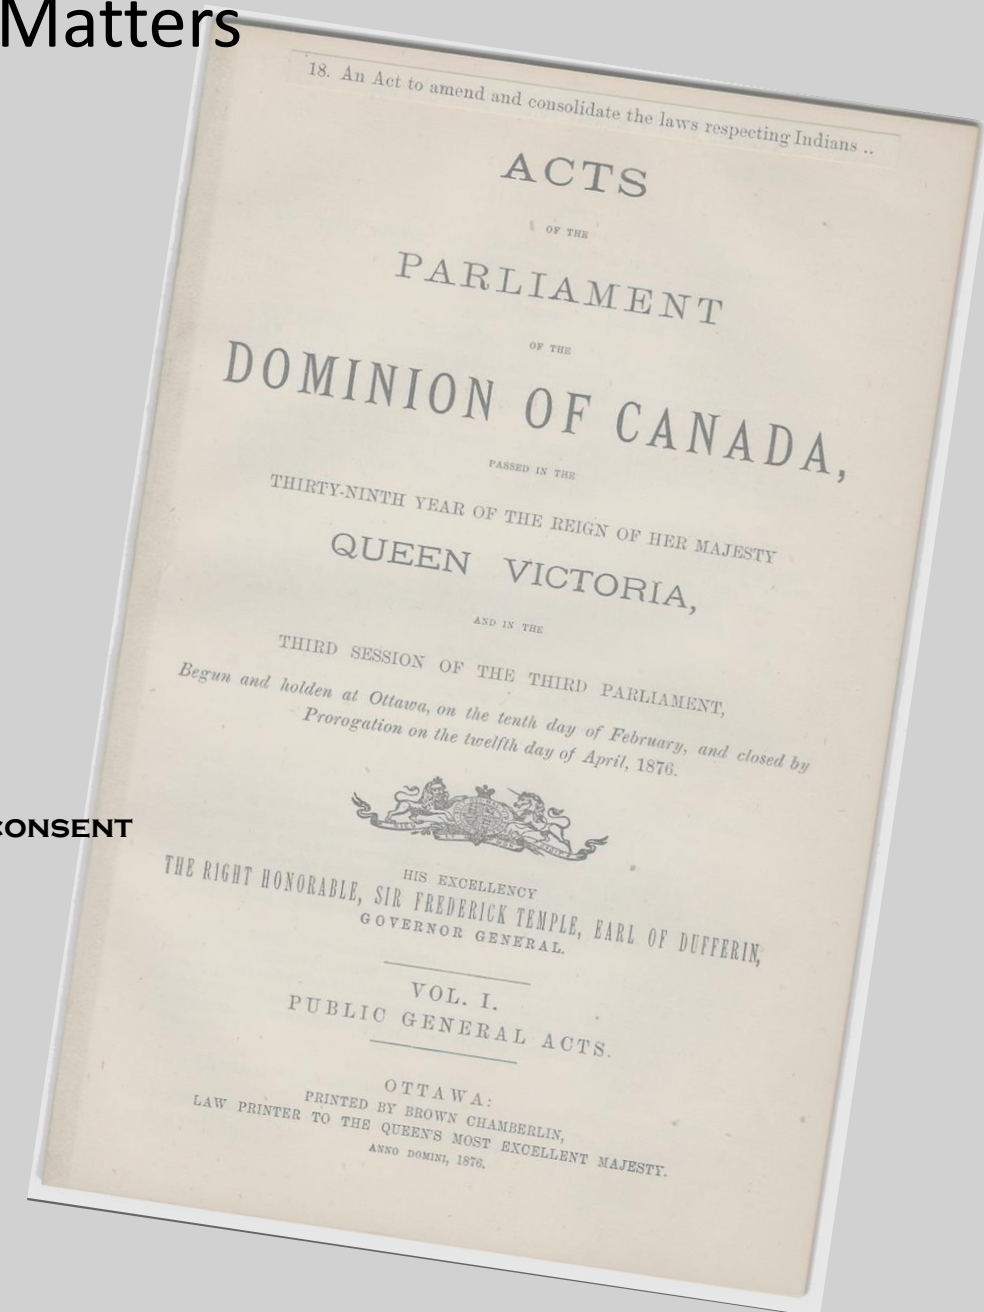 Matters
18. An Act to amend and consolidate the laws respecting Indians ..
ACTS
OF THE
PARLIAMENT
OF THE
DOMINION OF CANADA,
PASSED IN THE
THIRTY-NINTH YEAR OF THE REIGN OF HER MAJESTY
QUEEN VICTORIA,
AND IN THE
THIRD SESSION OF THE THIRD PARLIAMENT,
Begun and holden at Ottawa, on the tenth day of February, and closed by
Prorogation on the twelfth day of April, 1876.
CONSENT
HIS EXCELLENCY
THE RIGHT HONORABLE, SIR FREDERICK TEMPLE, EARL OF DUFFERIN,
GOVERNOR GENERAL.
VOL. I.
PUBLIC GENERAL ACTS.
OTTAWA:
PRINTED BY BROWN CHAMBERLIN,
LAW PRINTER TO THE QUEEN'S MOST EXCELLENT MAJESTY.
ANNO DOMINI, 1876.